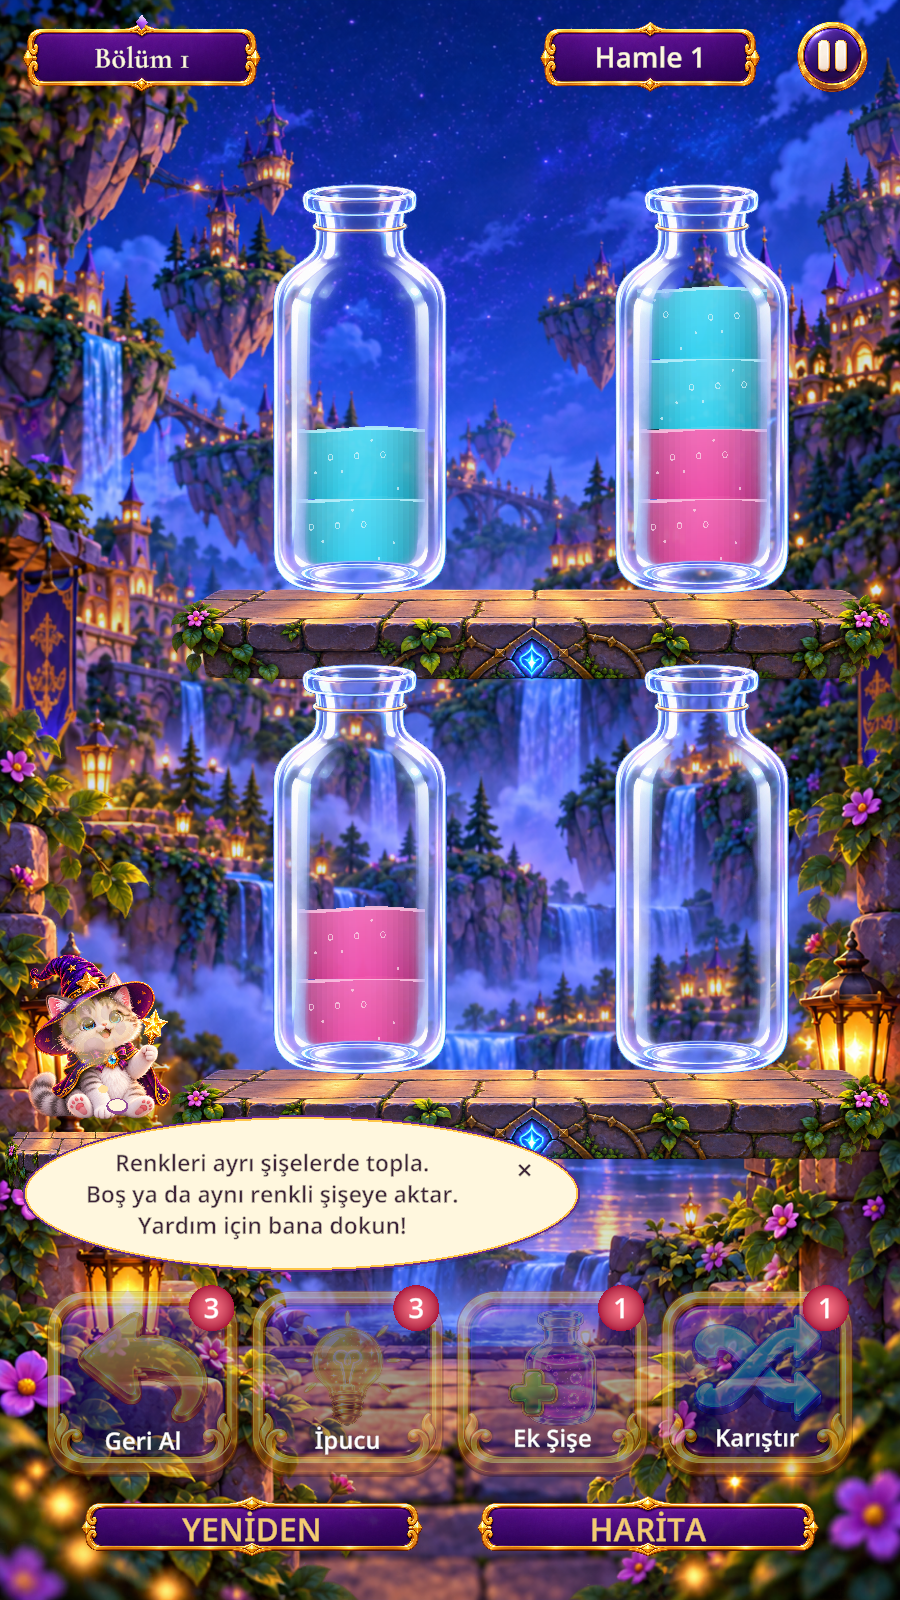 Bölüm 1
Hamle 1
Renkleri ayrı şişelerde topla.
Boş ya da aynı renkli şişeye aktar.
Yardım için bana dokun!
×
3
3
1
1
Geri Al
İpucu
Ek Şişe
Karıştır
YENİDEN
HARİTA